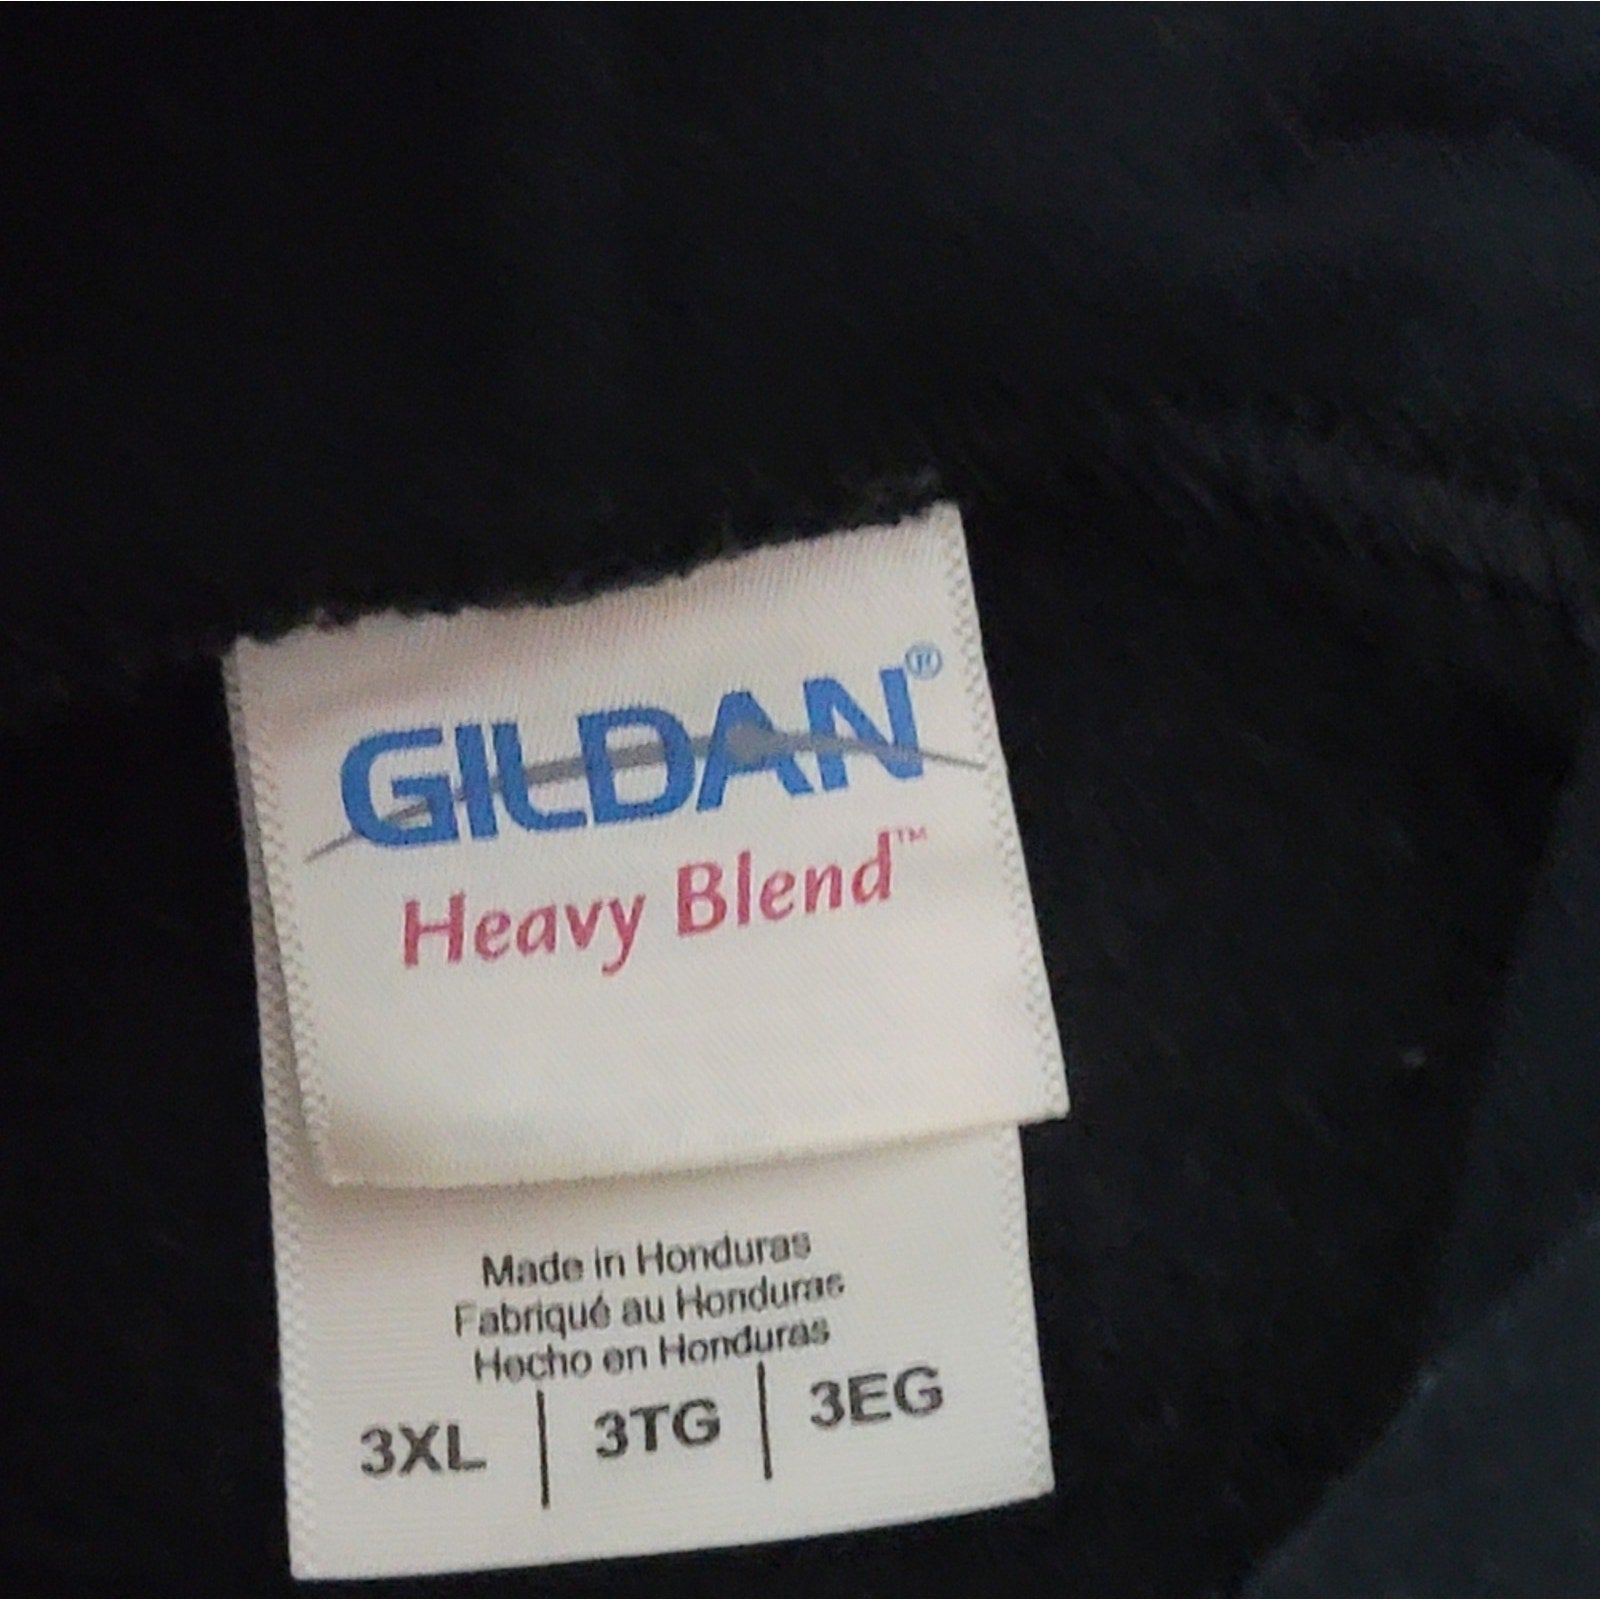 GILDAN®
Heavy Blend™
Made in Honduras
Fabriqué au Honduras
Hecho en Honduras
3XL | 3TG | 3EG